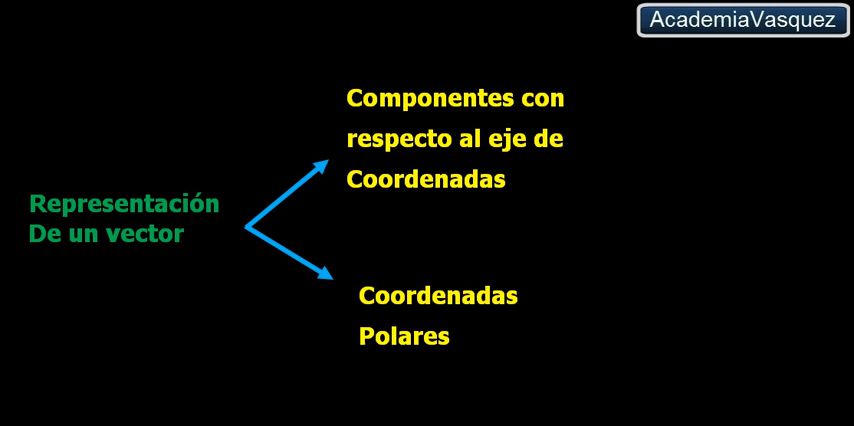 AcademiaVasquez
Componentes con
respecto al eje de
Coordenadas
Representación
De un vector
Coordenadas
Polares